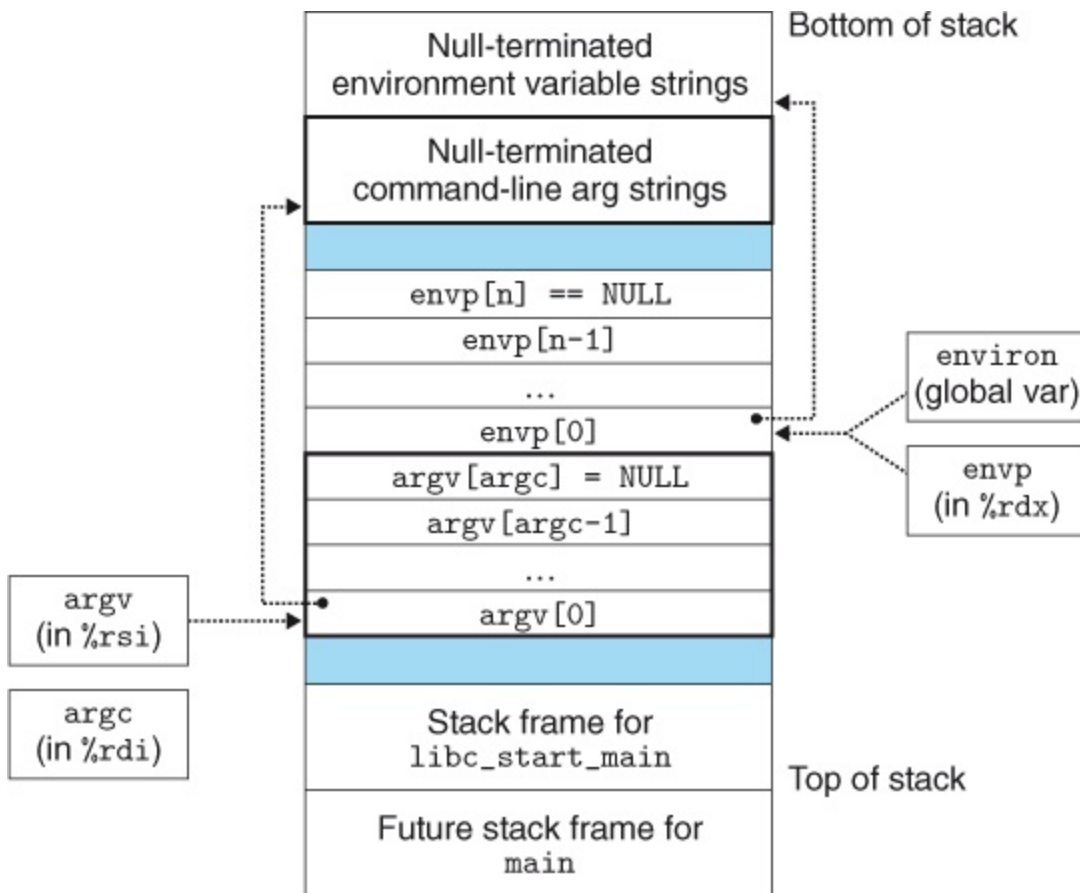 Bottom of stack
Null-terminated
environment variable strings
Null-terminated
command-line arg strings
envp[n] == NULL
envp[n-1]
...
envp[0]
environ
(global var)
envp
(in %rdx)
argv[argc] = NULL
argv[argc-1]
...
argv[0]
argv
(in %rsi)
argc
(in %rdi)
Stack frame for
libc_start_main
Top of stack
Future stack frame for
main